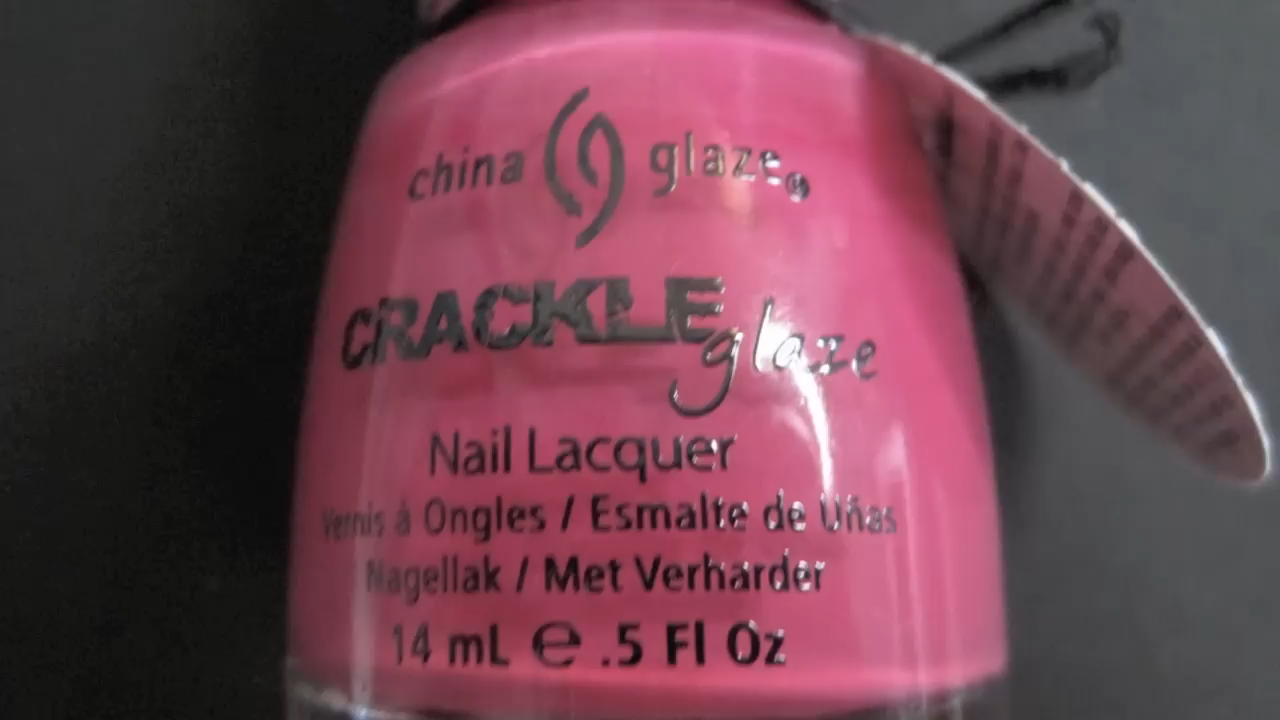 china glaze®
CRACKLE glaze
Nail Lacquer
Vernis à Ongles / Esmalte de Uñas
Nagellak / Met Verharder
14 mL e .5 Fl Oz